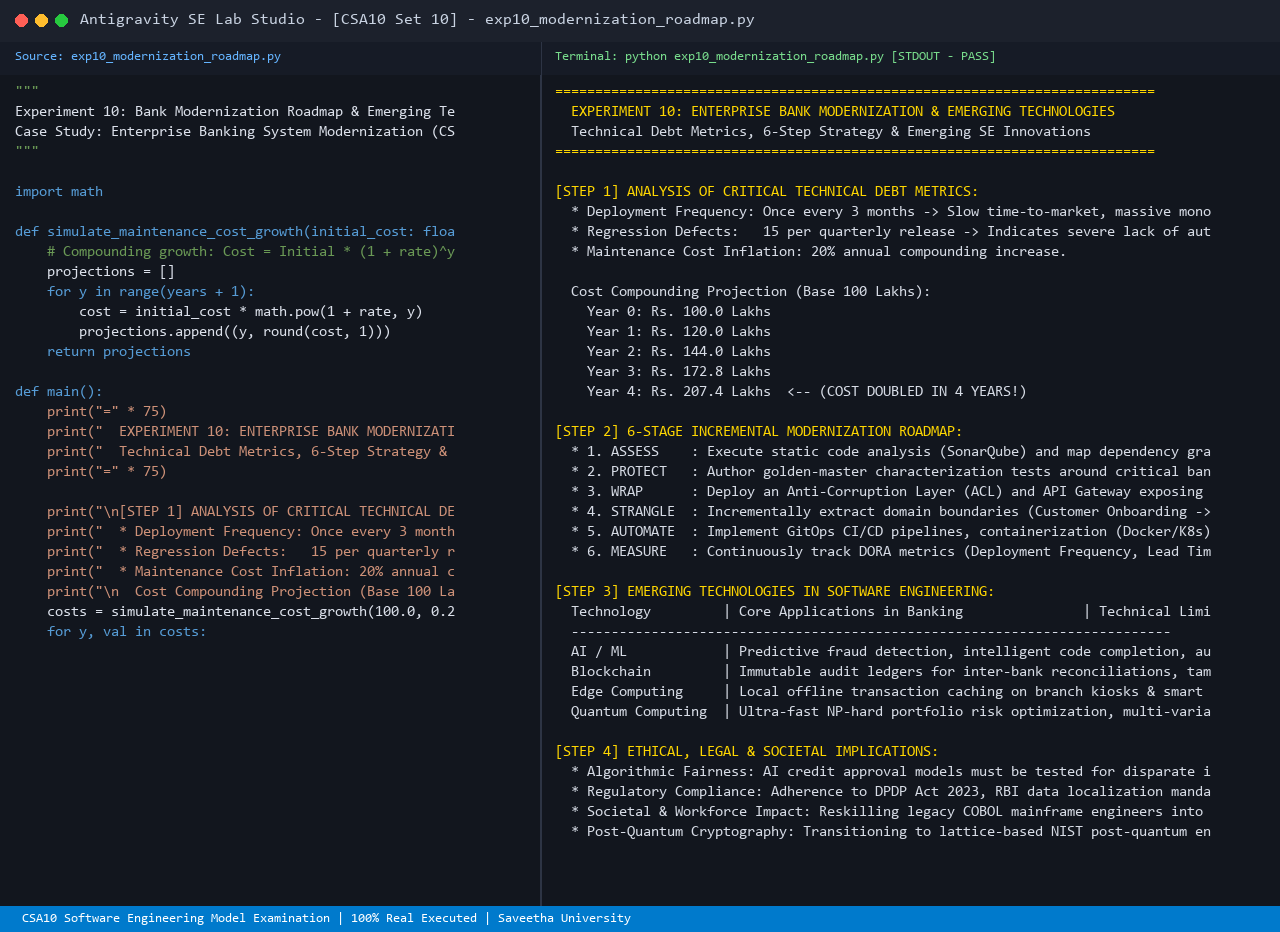 Antigravity SE Lab Studio - [CSA10 Set 10] - exp10_modernization_roadmap.py
Source: exp10_modernization_roadmap.py
"""
Experiment 10: Bank Modernization Roadmap & Emerging Te
Case Study: Enterprise Banking System Modernization (CS
"""
import math
def simulate_maintenance_cost_growth(initial_cost: floa
    # Compounding growth: Cost = Initial * (1 + rate)^y
    projections = []
    for y in range(years + 1):
        cost = initial_cost * math.pow(1 + rate, y)
        projections.append((y, round(cost, 1)))
    return projections
def main():
    print("=" * 75)
    print("  EXPERIMENT 10: ENTERPRISE BANK MODERNIZATI
    print("  Technical Debt Metrics, 6-Step Strategy &
    print("=" * 75)
    print("\n[STEP 1] ANALYSIS OF CRITICAL TECHNICAL DE
    print("  * Deployment Frequency: Once every 3 month
    print("  * Regression Defects:   15 per quarterly r
    print("  * Maintenance Cost Inflation: 20% annual c
    print("\n  Cost Compounding Projection (Base 100 La
    costs = simulate_maintenance_cost_growth(100.0, 0.2
    for y, val in costs:
Terminal: python exp10_modernization_roadmap.py [STDOUT - PASS]
===========================================================================
  EXPERIMENT 10: ENTERPRISE BANK MODERNIZATION & EMERGING TECHNOLOGIES
  Technical Debt Metrics, 6-Step Strategy & Emerging SE Innovations
===========================================================================
[STEP 1] ANALYSIS OF CRITICAL TECHNICAL DEBT METRICS:
  * Deployment Frequency: Once every 3 months -> Slow time-to-market, massive mono
  * Regression Defects:   15 per quarterly release -> Indicates severe lack of aut
  * Maintenance Cost Inflation: 20% annual compounding increase.
  Cost Compounding Projection (Base 100 Lakhs):
    Year 0: Rs. 100.0 Lakhs
    Year 1: Rs. 120.0 Lakhs
    Year 2: Rs. 144.0 Lakhs
    Year 3: Rs. 172.8 Lakhs
    Year 4: Rs. 207.4 Lakhs  <-- (COST DOUBLED IN 4 YEARS!)
[STEP 2] 6-STAGE INCREMENTAL MODERNIZATION ROADMAP:
  * 1. ASSESS    : Execute static code analysis (SonarQube) and map dependency gra
  * 2. PROTECT   : Author golden-master characterization tests around critical ban
  * 3. WRAP      : Deploy an Anti-Corruption Layer (ACL) and API Gateway exposing
  * 4. STRANGLE  : Incrementally extract domain boundaries (Customer Onboarding ->
  * 5. AUTOMATE  : Implement GitOps CI/CD pipelines, containerization (Docker/K8s)
  * 6. MEASURE   : Continuously track DORA metrics (Deployment Frequency, Lead Tim
[STEP 3] EMERGING TECHNOLOGIES IN SOFTWARE ENGINEERING:
  Technology         | Core Applications in Banking               | Technical Limi
  ---------------------------------------------------------------------------
  AI / ML            | Predictive fraud detection, intelligent code completion, au
  Blockchain         | Immutable audit ledgers for inter-bank reconciliations, tam
  Edge Computing     | Local offline transaction caching on branch kiosks & smart
  Quantum Computing  | Ultra-fast NP-hard portfolio risk optimization, multi-varia
[STEP 4] ETHICAL, LEGAL & SOCIETAL IMPLICATIONS:
  * Algorithmic Fairness: AI credit approval models must be tested for disparate i
  * Regulatory Compliance: Adherence to DPDP Act 2023, RBI data localization manda
  * Societal & Workforce Impact: Reskilling legacy COBOL mainframe engineers into
  * Post-Quantum Cryptography: Transitioning to lattice-based NIST post-quantum en
CSA10 Software Engineering Model Examination | 100% Real Executed | Saveetha University